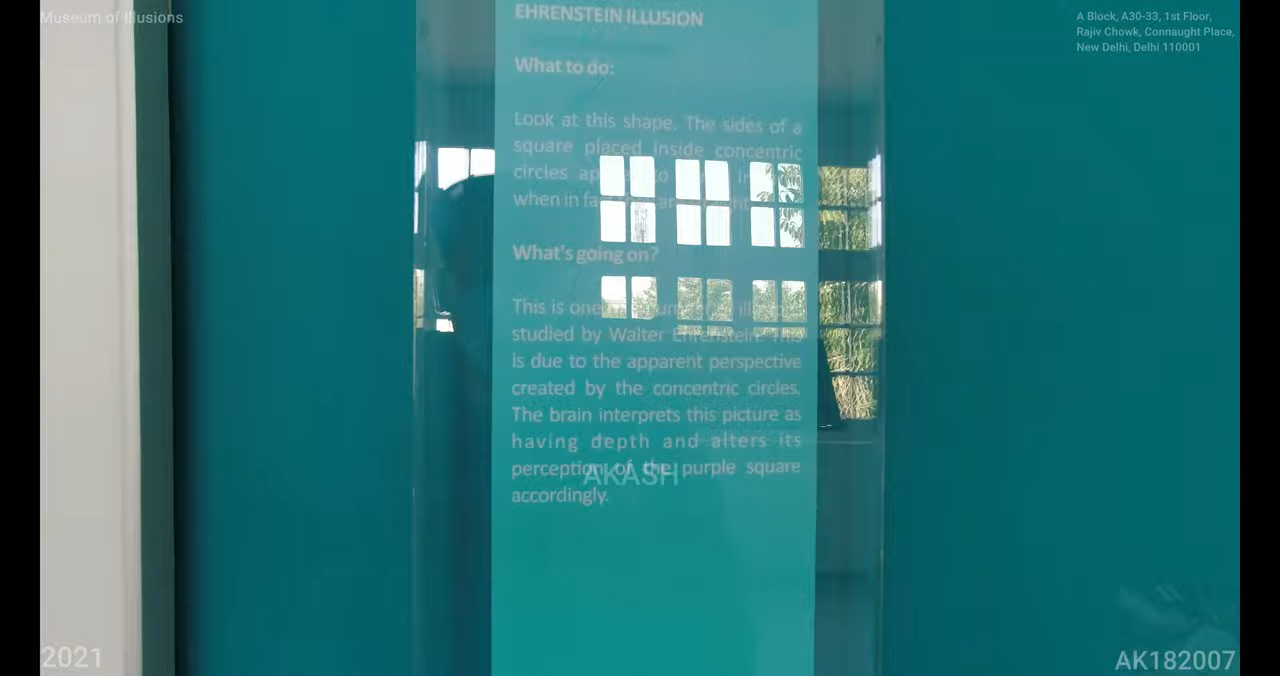 Museum of Illusions
A Block, A30-33, 1st Floor,
Rajiv Chowk, Connaught Place,
New Delhi, Delhi 110001
EHRENSTEIN ILLUSION
What to do:
Look at this shape. The sides of a
square placed inside concentric
circles to
when in
What's going on?
This is one
studied by Walter Ehrenstein. This
is due to the apparent perspective
created by the concentric circles.
The brain interprets this picture as
having depth and alters its
perception of the purple square
accordingly.
AKASH
2021
AK182007